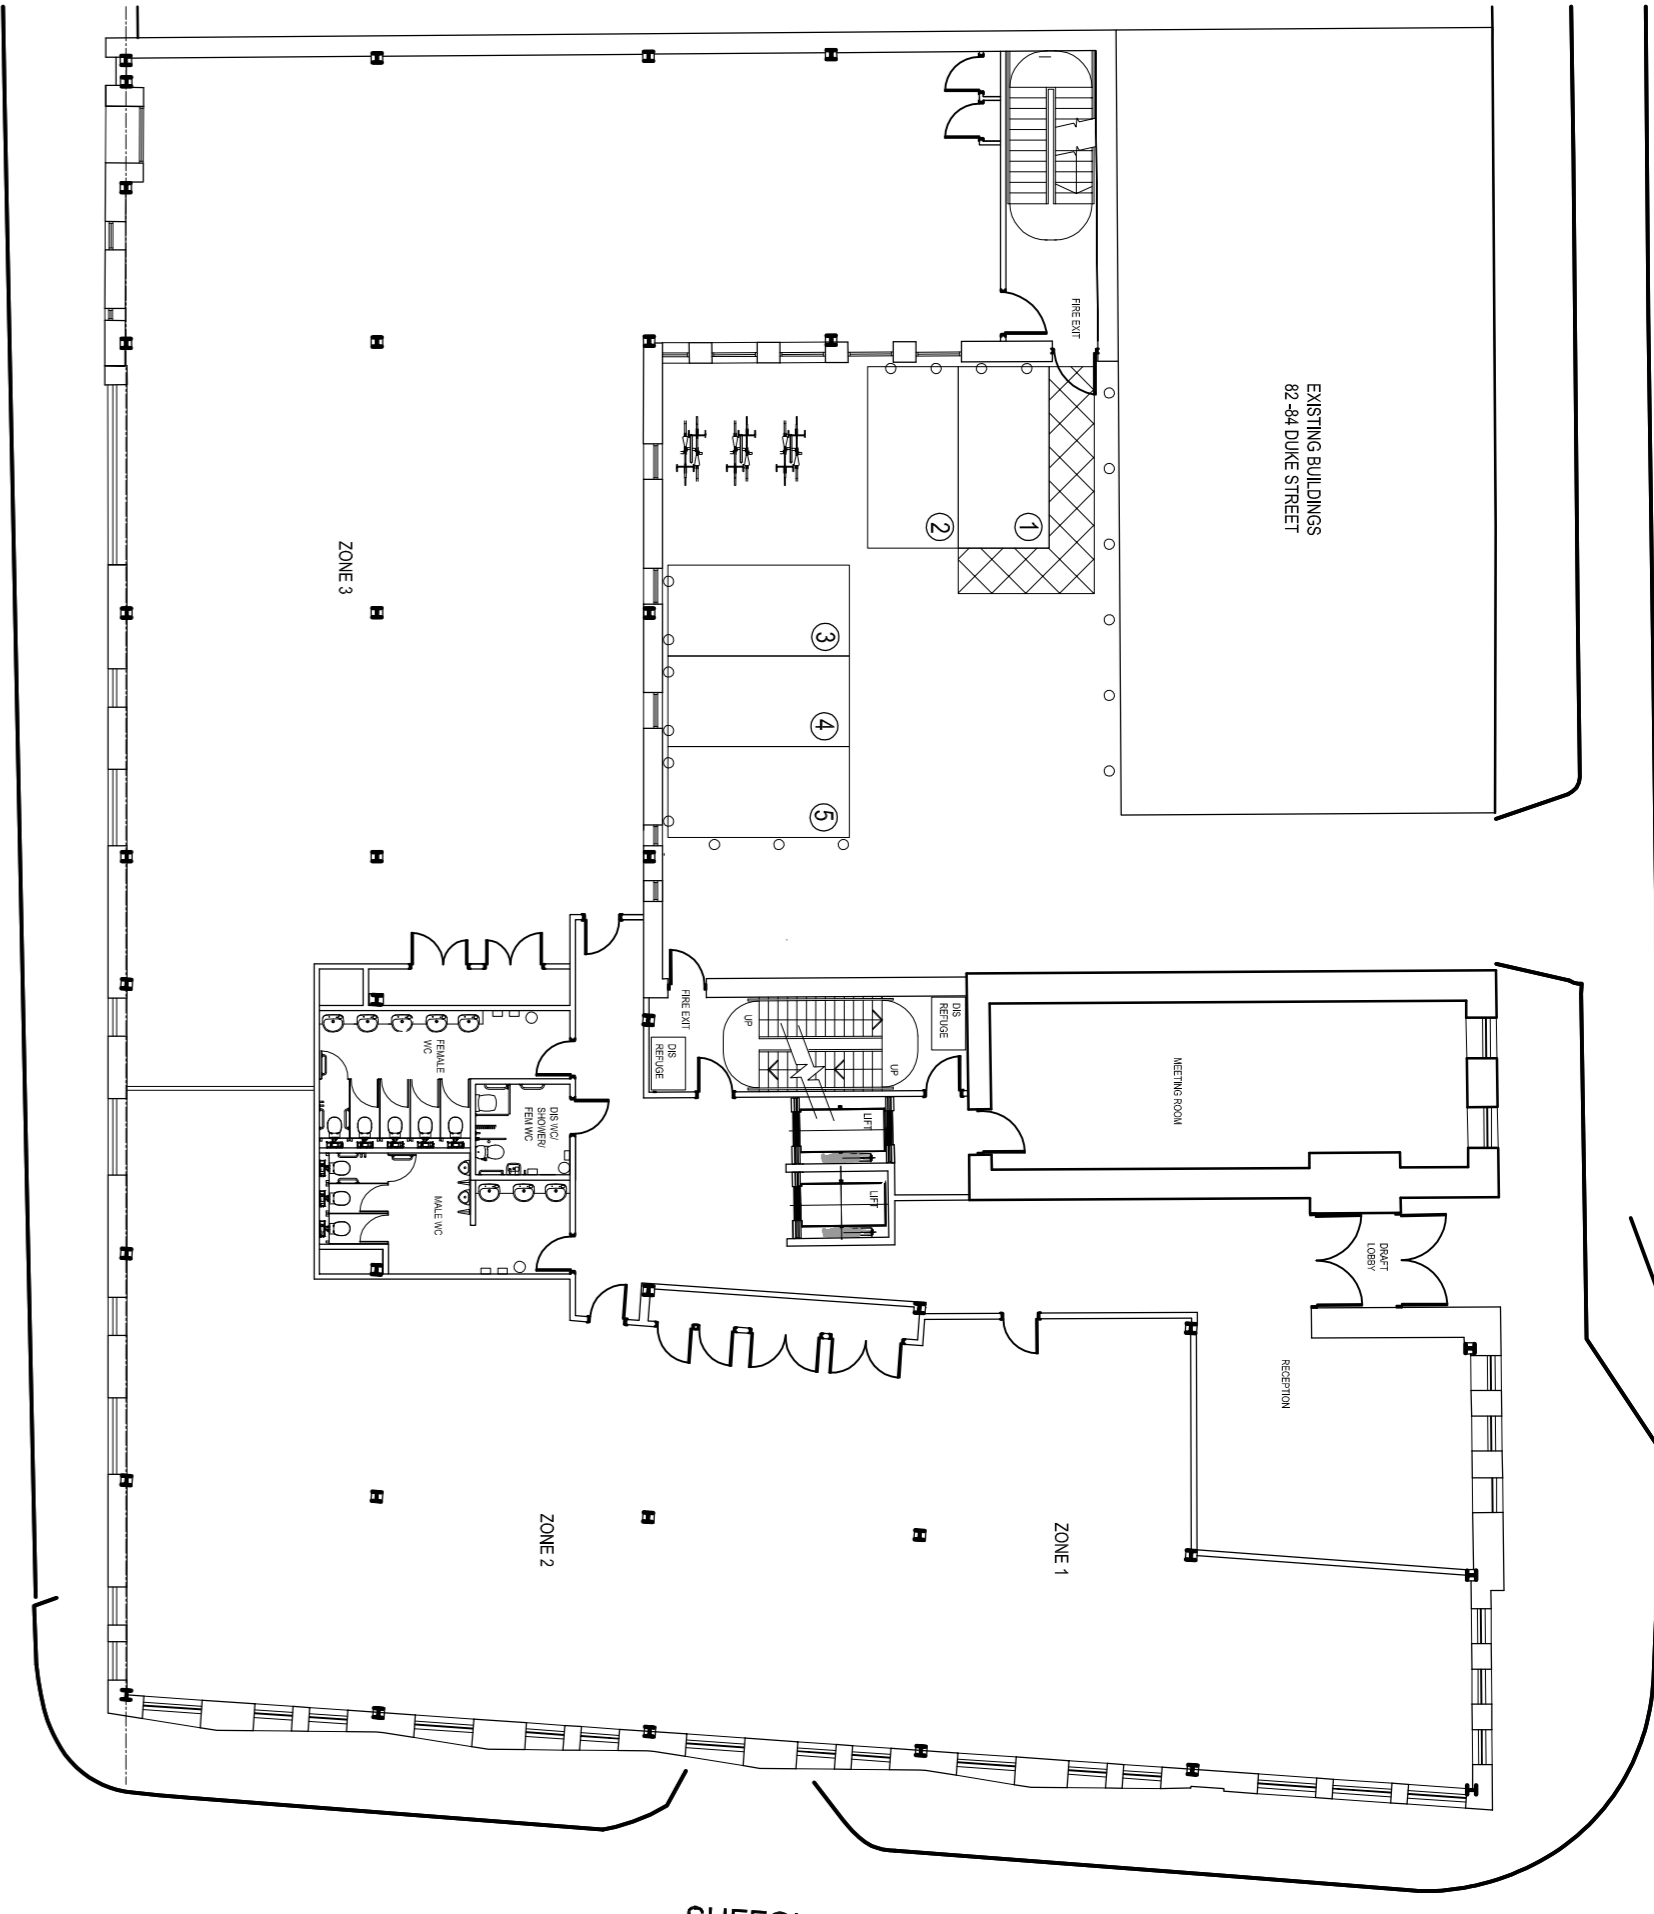 FIRE EXIT
EXISTING BUILDINGS
82 -84 DUKE STREET
1
2
3
4
5
ZONE 3
FIRE EXIT
DIS
REFUGE
DIS
REFUGE
UP
UP
LIFT
LIFT
MEETING ROOM
FEMALE
WC
DIS WC/
SHOWER/
FEM WC
MALE WC
DRAFT
LOBBY
RECEPTION
ZONE 2
ZONE 1